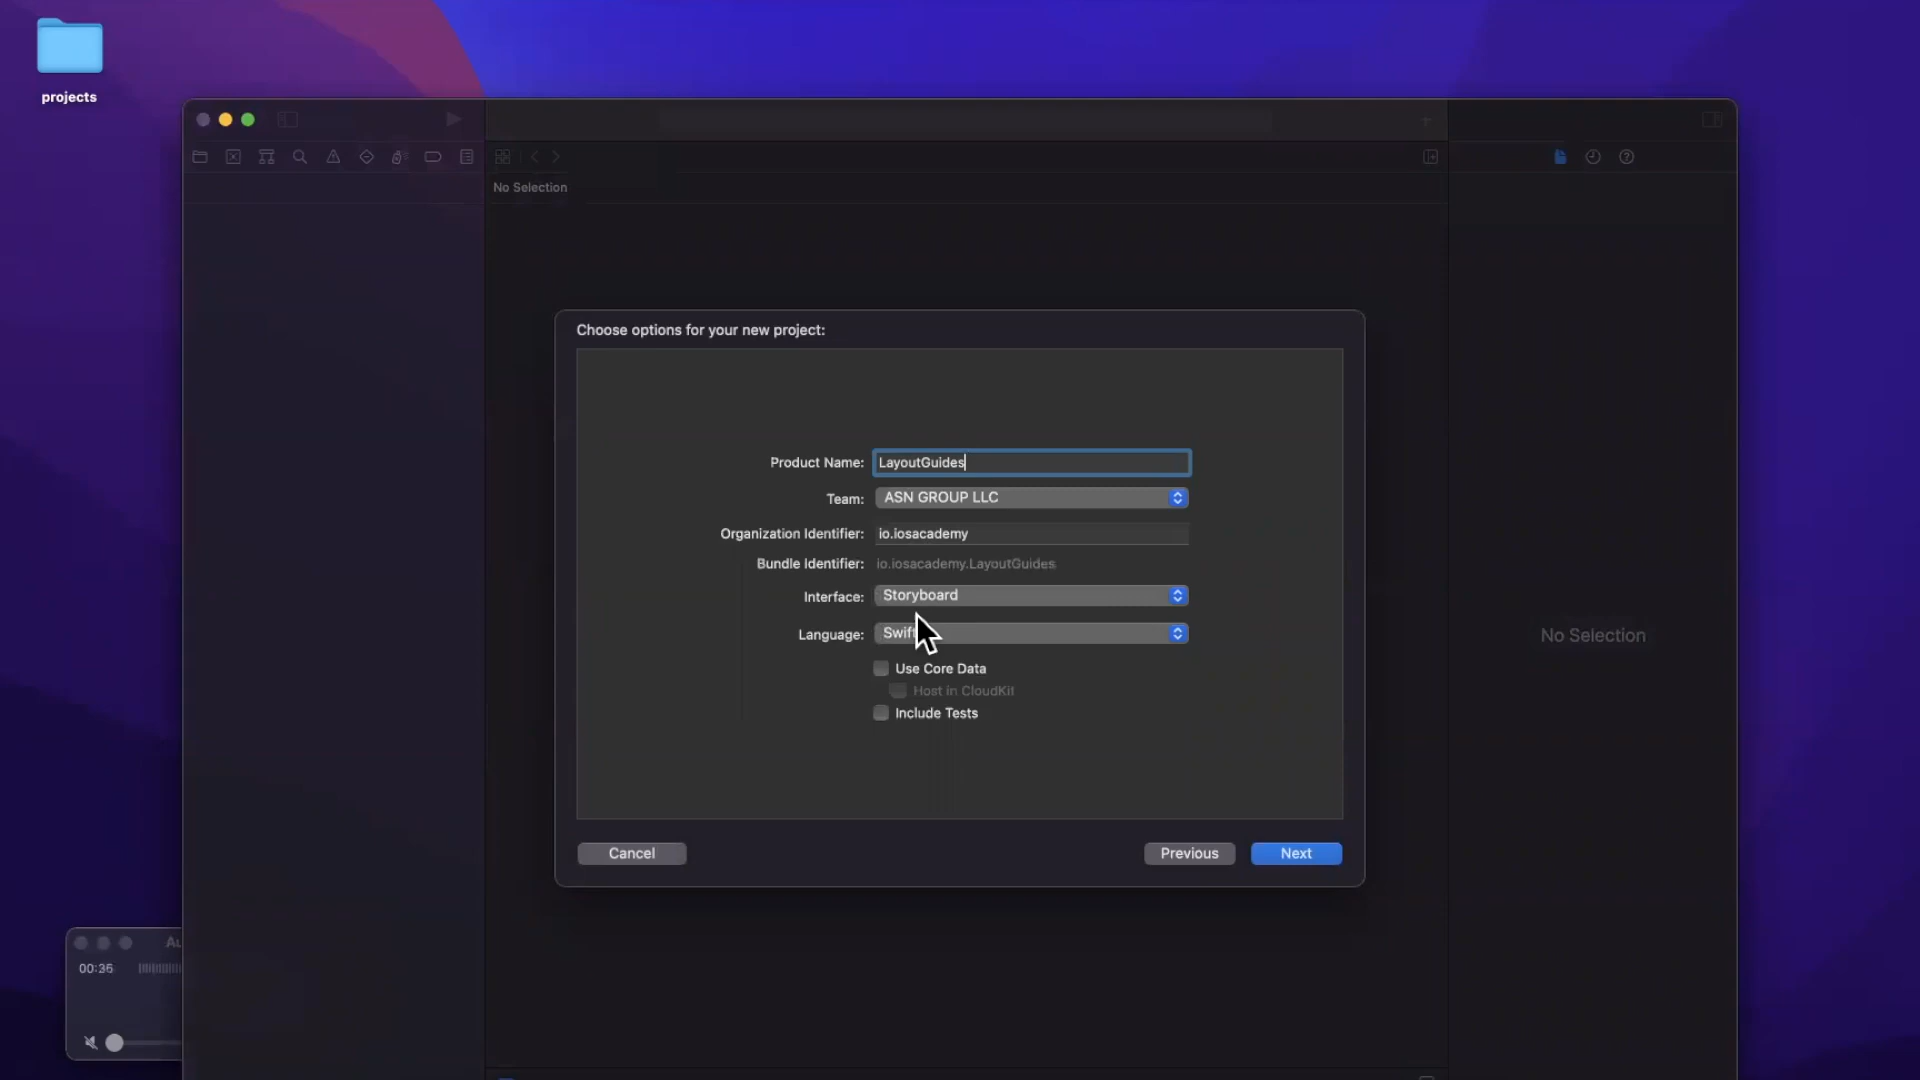 projects
No Selection
Choose options for your new project:
Product Name: LayoutGuides
Team: ASN GROUP LLC
Organization Identifier: io.iosacademy
Bundle Identifier: io.iosacademy.LayoutGuides
Interface: Storyboard
Language: Swift
Use Core Data
Host in CloudKit
Include Tests
No Selection
Cancel
Previous
Next
Au
00:36